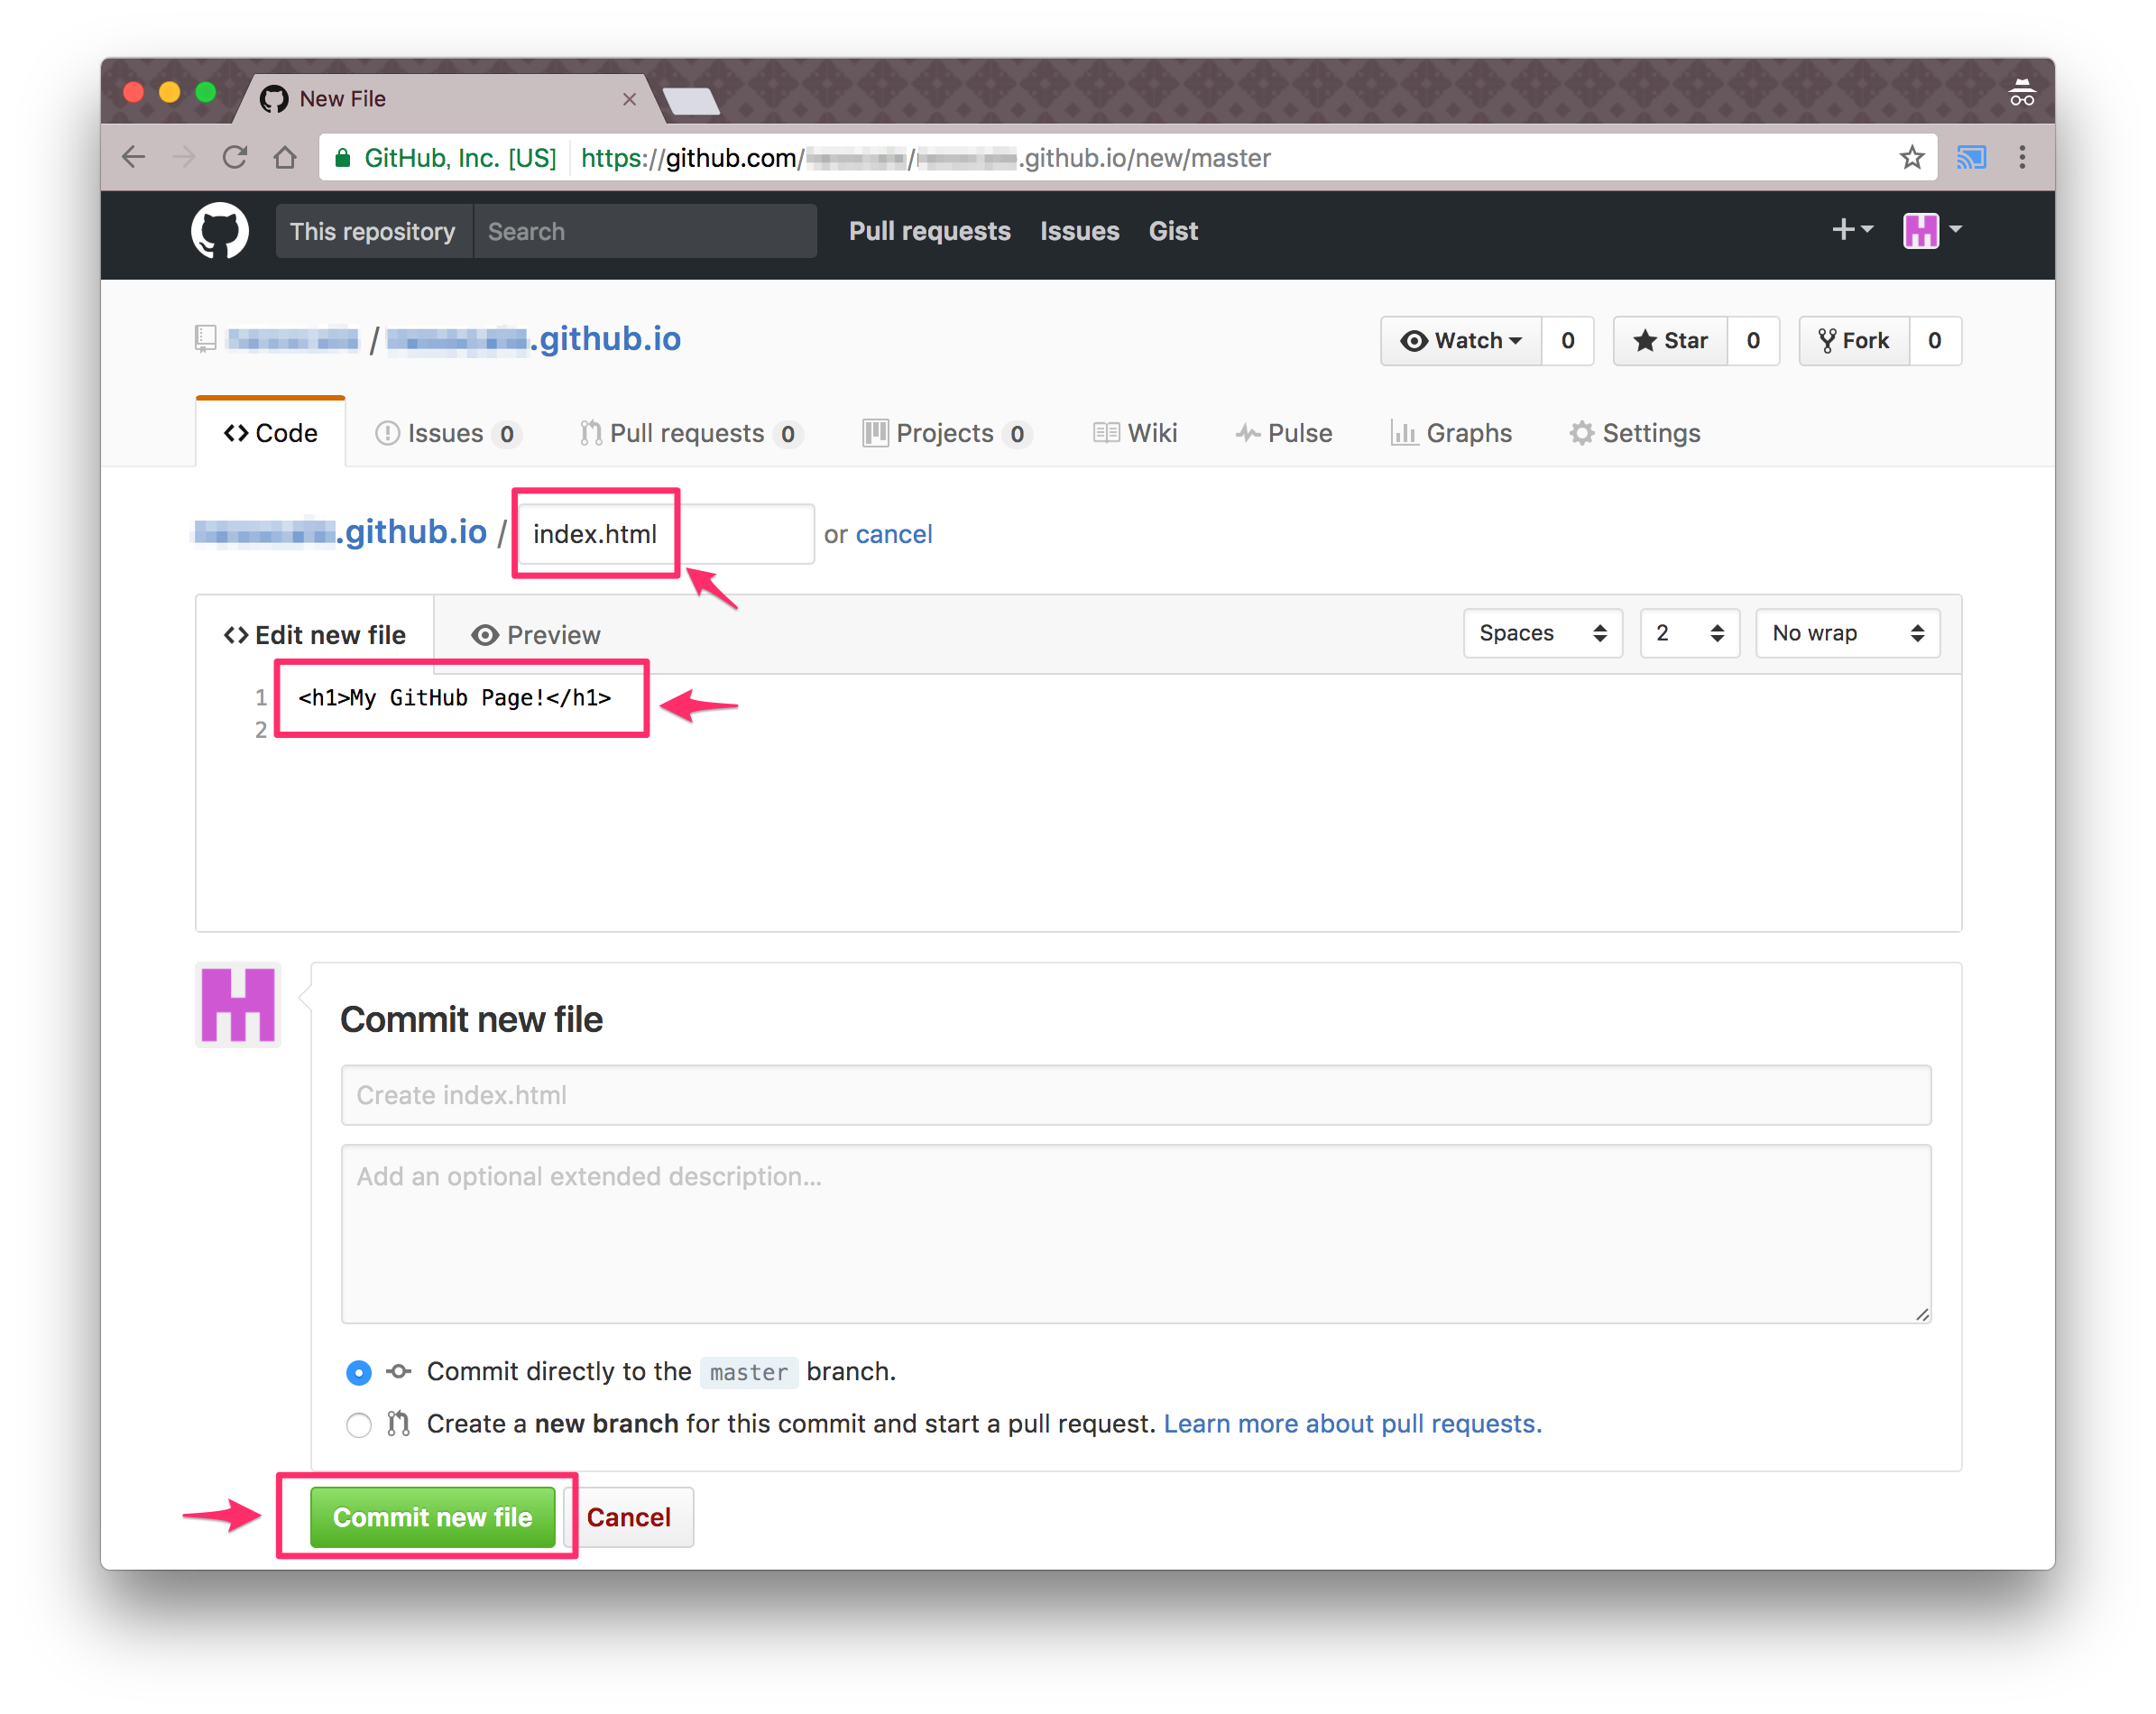 New File
GitHub, Inc. [US] https://github.com/ / .github.io/new/master
This repository Search Pull requests Issues Gist
/ .github.io Watch 0 Star 0 Fork 0
Code Issues 0 Pull requests 0 Projects 0 Wiki Pulse Graphs Settings
.github.io / index.html or cancel
Edit new file Preview Spaces 2 No wrap
1 <h1>My GitHub Page!</h1>
2
Commit new file
Create index.html
Add an optional extended description...
Commit directly to the master branch.
Create a new branch for this commit and start a pull request. Learn more about pull requests.
Commit new file Cancel